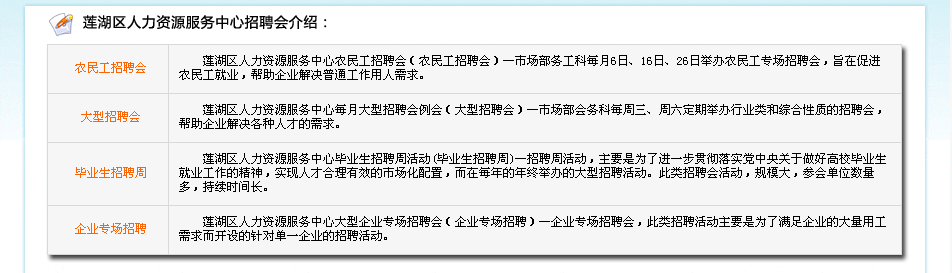 莲湖区人力资源服务中心招聘会介绍：
农民工招聘会
莲湖区人力资源服务中心农民工招聘会（农民工招聘会）—市场部务工科每月6日、16日、26日举办农民工专场招聘会，旨在促进
农民工就业，帮助企业解决普通工作用人需求。
大型招聘会
莲湖区人力资源服务中心每月大型招聘会例会（大型招聘会）—市场部会务科每周三、周六定期举办行业类和综合性质的招聘会，
帮助企业解决各种人才的需求。
毕业生招聘周
莲湖区人力资源服务中心毕业生招聘周活动(毕业生招聘周)—招聘周活动，主要是为了进一步贯彻落实党中央关于做好高校毕业生
就业工作的精神，实现人才合理有效的市场化配置，而在每年的年终举办的大型招聘活动。此类招聘会活动，规模大，参会单位数量
多，持续时间长。
企业专场招聘
莲湖区人力资源服务中心大型企业专场招聘会（企业专场招聘）—企业专场招聘会，此类招聘活动主要是为了满足企业的大量用工
需求而开设的针对单一企业的招聘活动。